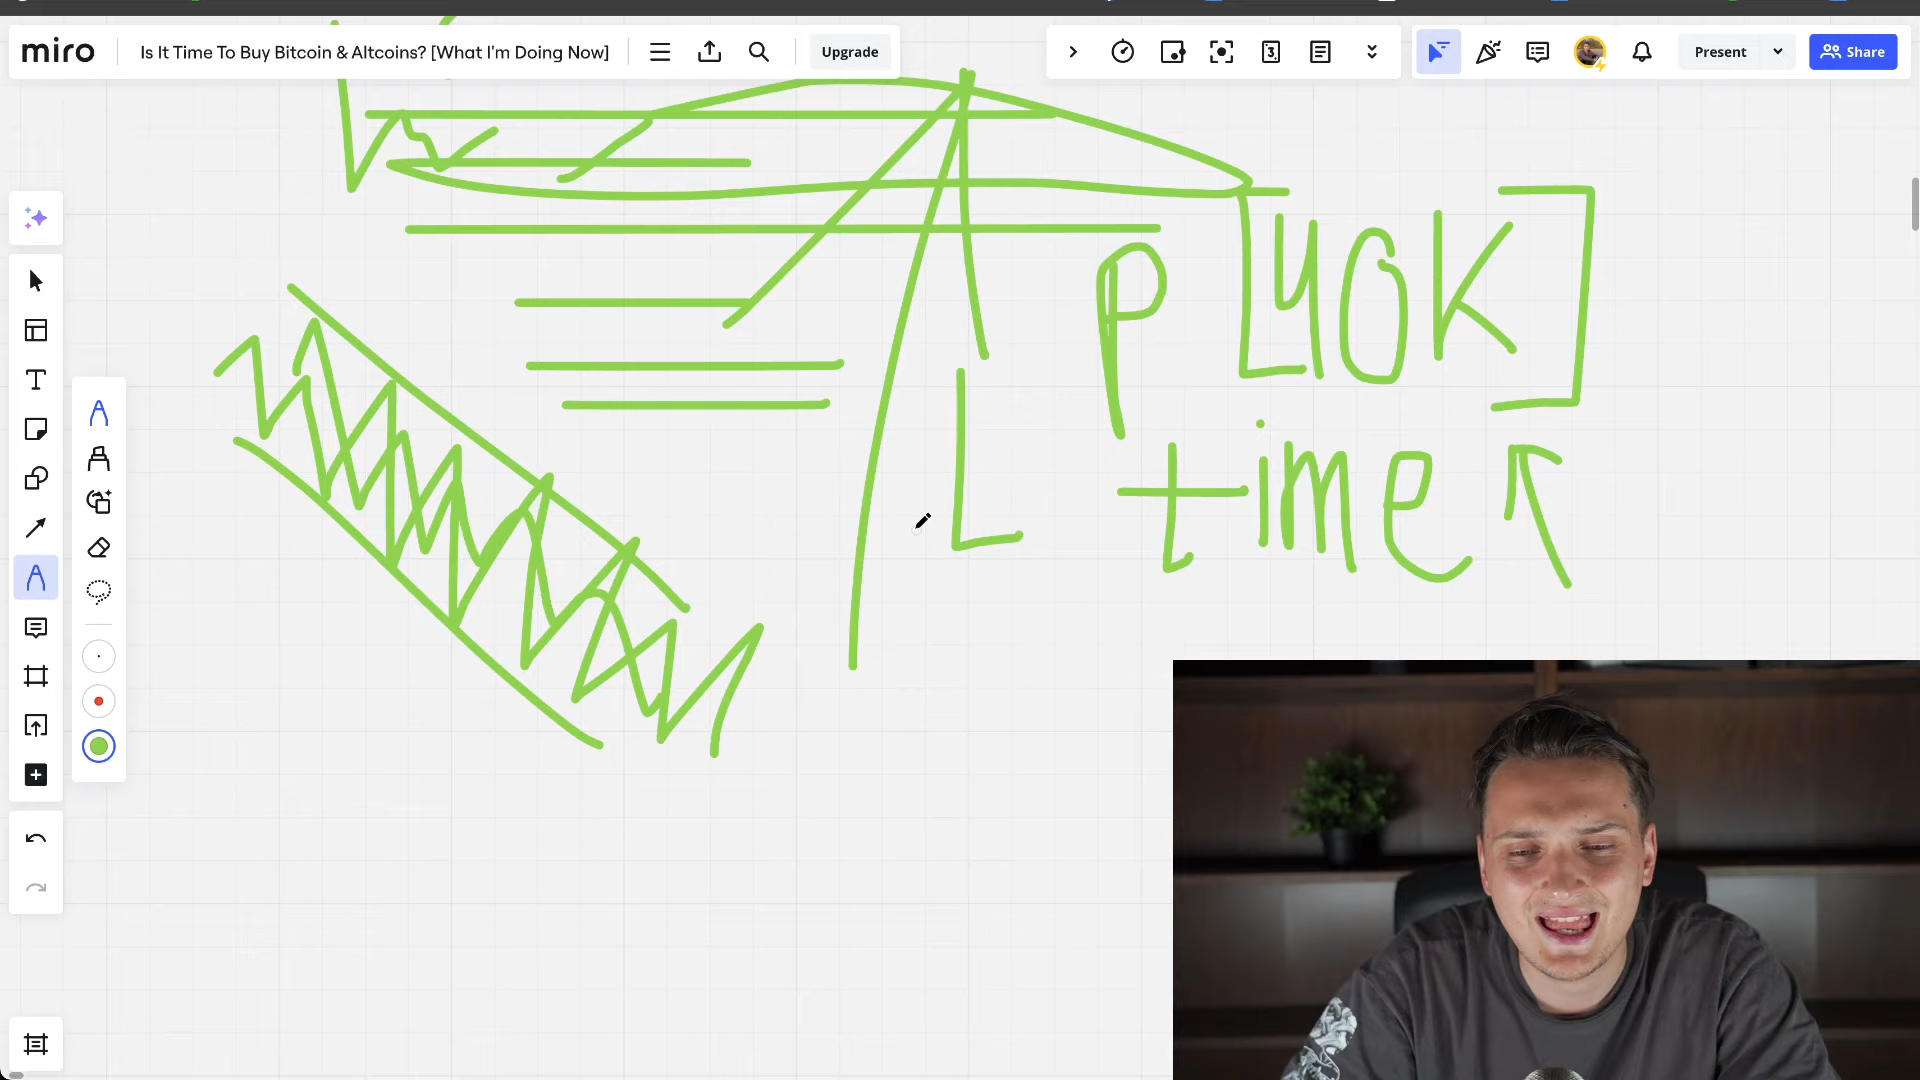 miro Is It Time To Buy Bitcoin & Altcoins? [What I'm Doing Now] Upgrade Present Share
P [40K]
L time